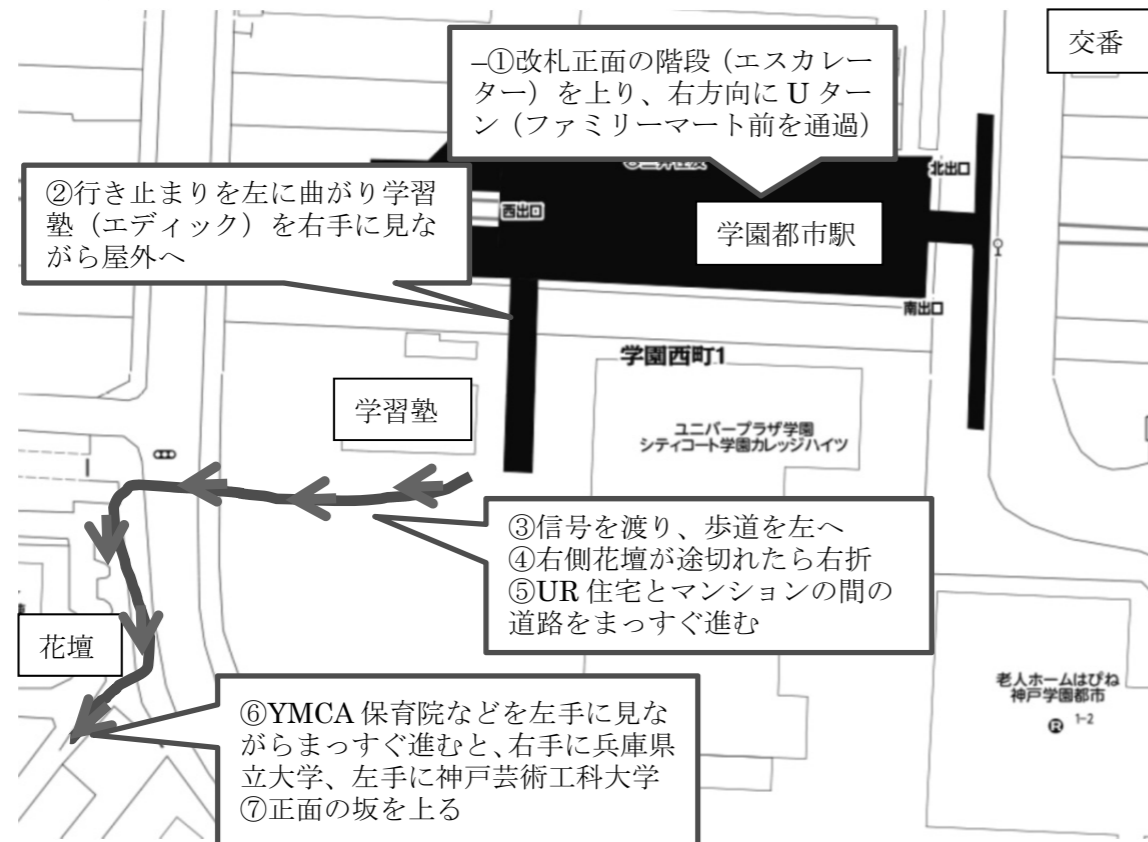 交番
–①改札正面の階段（エスカレー
ター）を上り、右方向に U ター
ン（ファミリーマート前を通過）
北出口
②行き止まりを左に曲がり学習
塾（エディック）を右手に見な
がら屋外へ
西出口
学園都市駅
南出口
学園西町1
学習塾
ユニバープラザ学園
シティコート学園カレッジハイツ
③信号を渡り、歩道を左へ
④右側花壇が途切れたら右折
⑤UR 住宅とマンションの間の
道路をまっすぐ進む
花壇
老人ホームはぴね
神戸学園都市
1-2
⑥YMCA 保育院などを左手に見な
がらまっすぐ進むと、右手に兵庫県
立大学、左手に神戸芸術工科大学
⑦正面の坂を上る